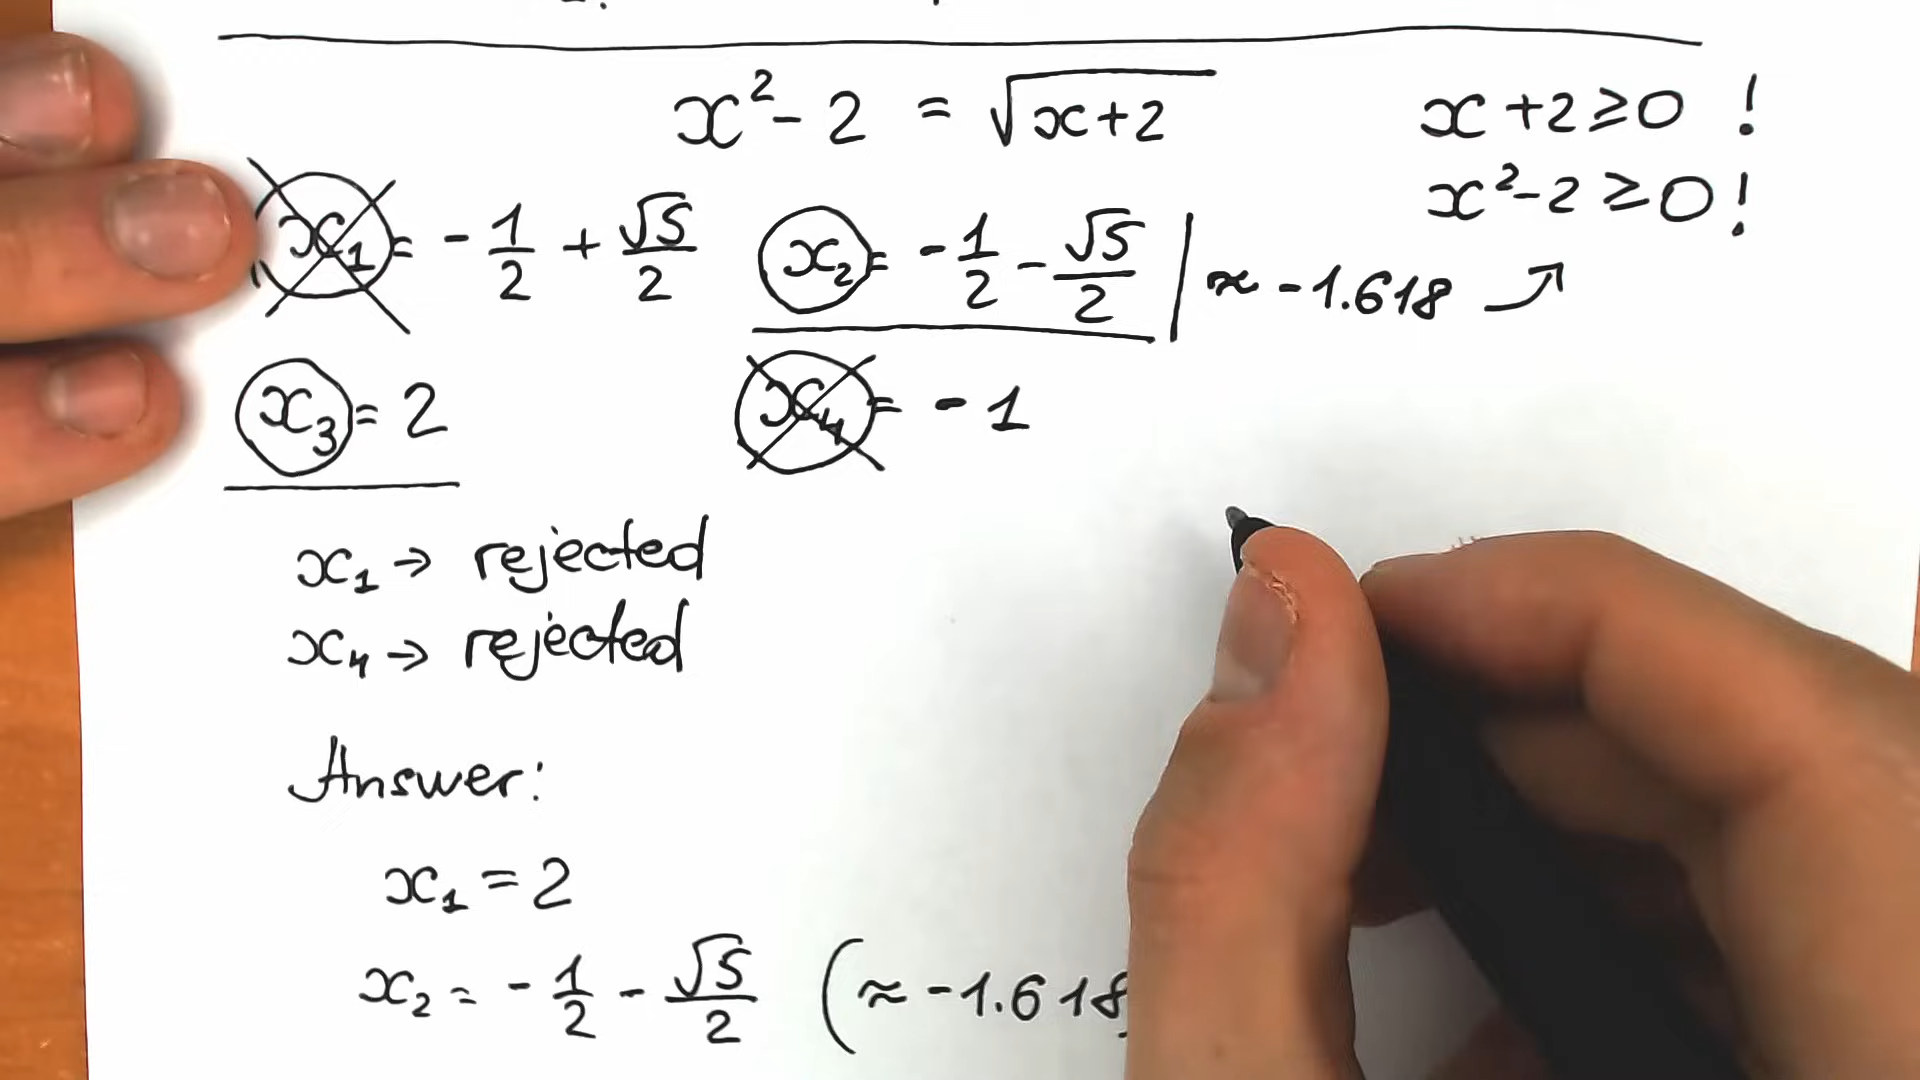 x² - 2 = √(x+2)
x + 2 ≥ 0 !
x² - 2 ≥ 0 !
x₁ = - 1/2 + √5/2
x₂ = - 1/2 - √5/2 | ≈ - 1.618 ↗
x₃ = 2
x₄ = - 1
x₁ → rejected
x₄ → rejected
Answer:
x₁ = 2
x₂ = - 1/2 - √5/2 (≈ - 1.618